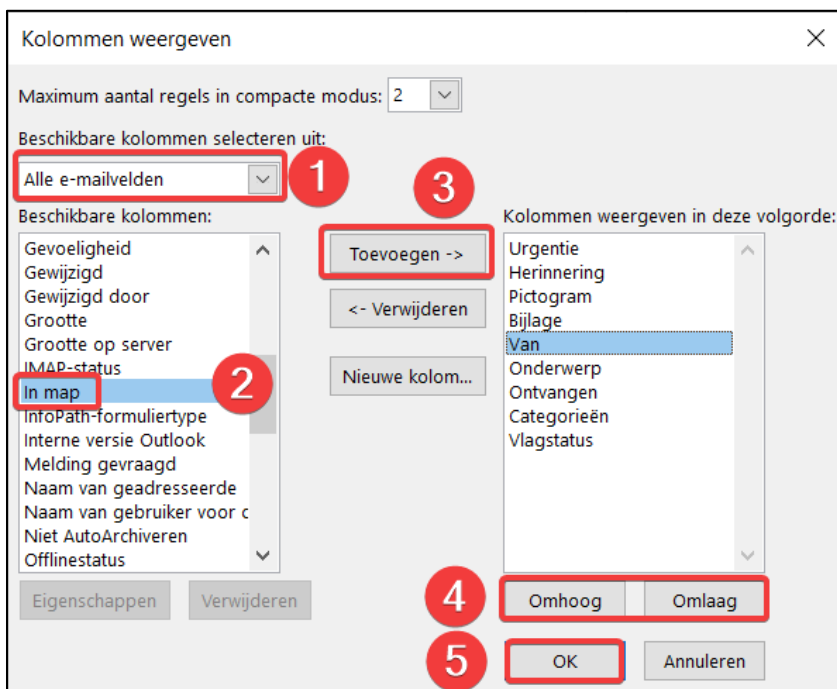 Kolommen weergeven
Maximum aantal regels in compacte modus: 2
Beschikbare kolommen selecteren uit:
Alle e-mailvelden
1
3
Beschikbare kolommen:
Gevoeligheid
Gewijzigd
Gewijzigd door
Grootte
Grootte op server
IMAP-status
In map
2
InfoPath-formuliertype
Interne versie Outlook
Melding gevraagd
Naam van geadresseerde
Naam van gebruiker voor c
Niet AutoArchiveren
Offlinestatus
Toevoegen ->
<- Verwijderen
Nieuwe kolom...
Kolommen weergeven in deze volgorde:
Urgentie
Herinnering
Pictogram
Bijlage
Van
Onderwerp
Ontvangen
Categorieën
Vlagstatus
Eigenschappen Verwijderen
4 Omhoog Omlaag
5 OK Annuleren